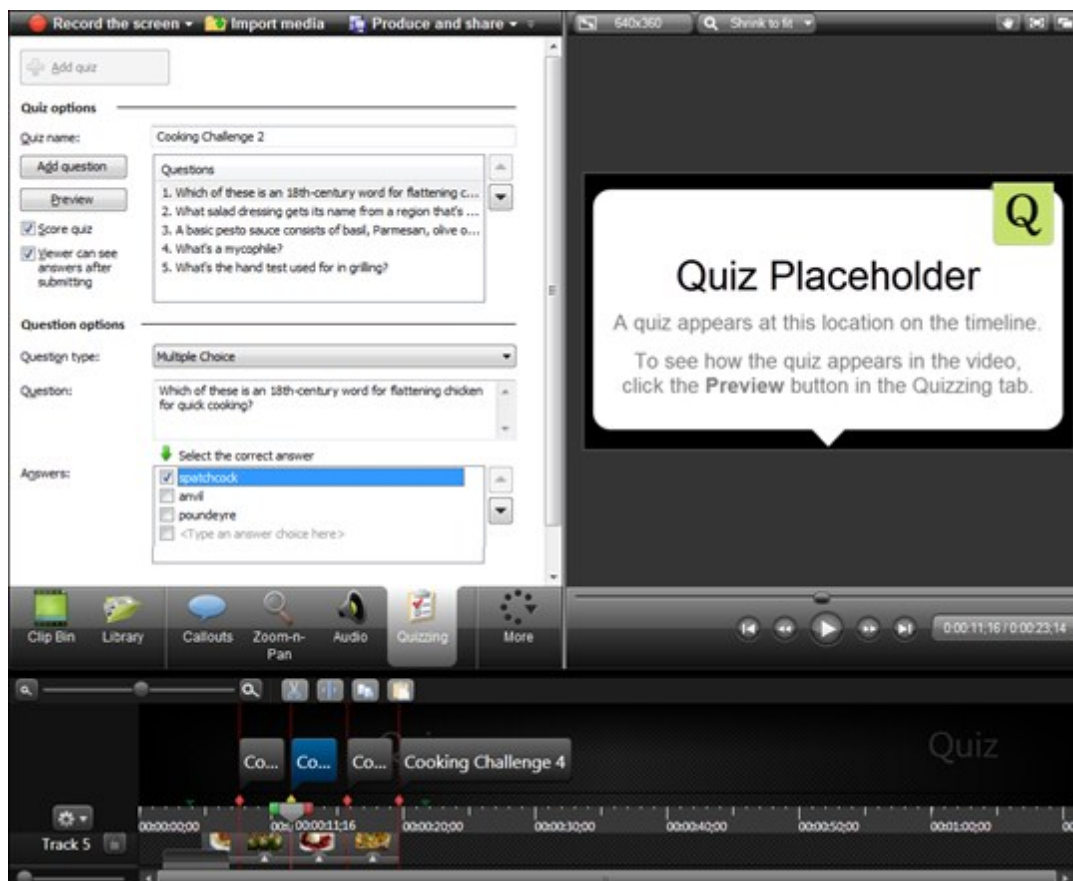 Record the screen Import media Produce and share
640x360 Shrink to fit
Add quiz
Quiz options
Quiz name: Cooking Challenge 2
Add question
Preview
Score quiz
Viewer can see
answers after
submitting
Questions
1. Which of these is an 18th-century word for flattening c...
2. What salad dressing gets its name from a region that's ...
3. A basic pesto sauce consists of basil, Parmesan, olive o...
4. What's a mycophile?
5. What's the hand test used for in grilling?
Question options
Question type: Multiple Choice
Question: Which of these is an 18th-century word for flattening chicken
for quick cooking?
Select the correct answer
Answers:
spatchcock
anvil
poundeyre
<Type an answer choice here>
Q
Quiz Placeholder
A quiz appears at this location on the timeline.
To see how the quiz appears in the video,
click the Preview button in the Quizzing tab.
Clip Bin Library Callouts Zoom-n-
Pan Audio Quizzing More
0:00:11;16 / 0:00:23;14
Quiz
Co... Co... Co... Cooking Challenge 4
00:00:00;00 00:00:11;16 00:00:20;00 00:00:30;00 00:00:40;00 00:00:50;00 00:01:00;00
Track 5